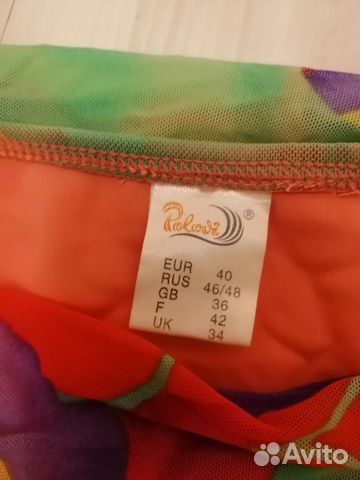 Polovi ®
EUR 40
RUS 46/48
GB 36
F 42
UK 34
Avito